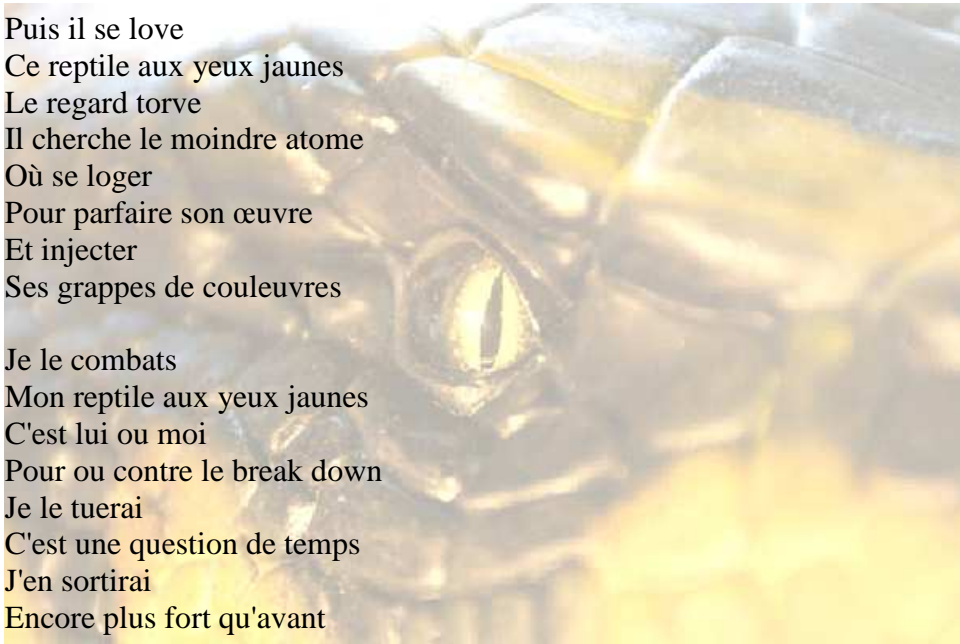 Puis il se love
Ce reptile aux yeux jaunes
Le regard torve
Il cherche le moindre atome
Où se loger
Pour parfaire son œuvre
Et injecter
Ses grappes de couleuvres

Je le combats
Mon reptile aux yeux jaunes
C'est lui ou moi
Pour ou contre le break down
Je le tuerai
C'est une question de temps
J'en sortirai
Encore plus fort qu'avant